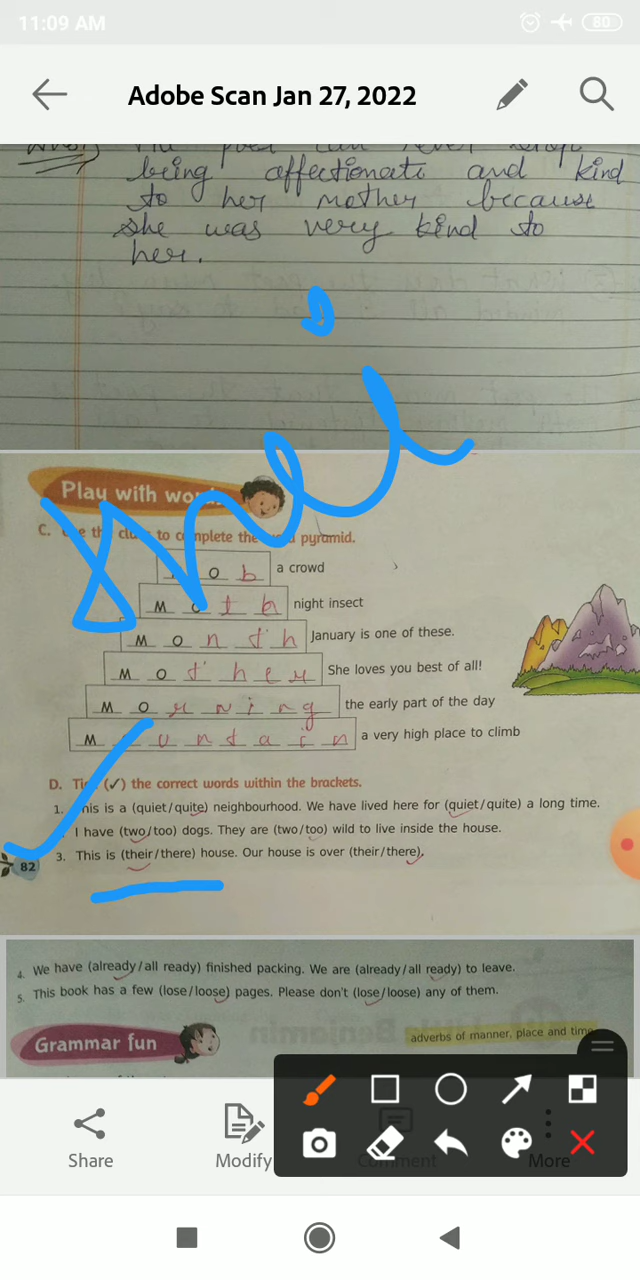 11:09 AM
80
Adobe Scan Jan 27, 2022
being affectionate and kind
to her mother because
she was very kind to
her.
Play with
C. to complete the pyramid.
o b a crowd
M o t h night insect
M o n t h January is one of these.
M o t h e r She loves you best of all!
M o r n i n g the early part of the day
M u n t a i n a very high place to climb
D. (✓) the correct words within the brackets.
1. This is a (quiet/quite) neighbourhood. We have lived here for (quiet/quite) a long time.
I have (two/too) dogs. They are (two/too) wild to live inside the house.
3. This is (their/there) house. Our house is over (their/there).
82
4. We have (already/all ready) finished packing. We are (already/all ready) to leave.
5. This book has a few (lose/loose) pages. Please don't (lose/loose) any of them.
Grammar fun
adverbs of manner, place and time
Share
Modify
Comment
More